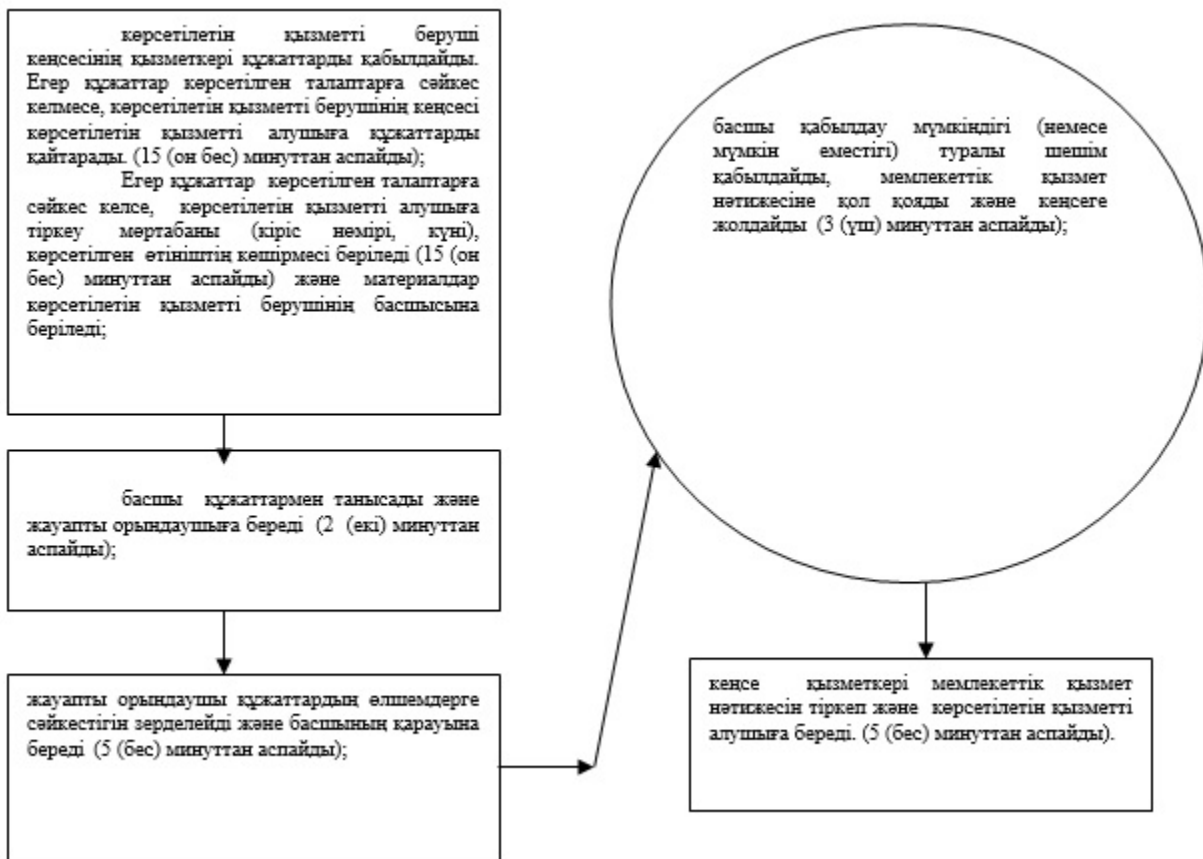 көрсетілетін қызметті беруші
кеңсесінің қызметкері құжаттарды қабылдайды.
Егер құжаттар көрсетілген талаптарға сәйкес
келмесе, көрсетілетін қызметті берушінің кеңсесі
көрсетілетін қызметті алушыға құжаттарды
қайтарады. (15 (он бес) минуттан аспайды);
Егер құжаттар көрсетілген талаптарға
сәйкес келсе, көрсетілетін қызметті алушыға
тіркеу мөртабаны (кіріс нөмірі, күні),
көрсетілген өтініштің көшірмесі беріледі (15 (он
бес) минуттан аспайды) және материалдар
көрсетілетін қызметті берушінің басшысына
беріледі;
басшы құжаттармен танысады және
жауапты орындаушыға береді (2 (екі) минуттан
аспайды);
жауапты орындаушы құжаттардың өлшемдерге
сәйкестігін зерделейді және басшының қарауына
береді (5 (бес) минуттан аспайды);
басшы қабылдау мүмкіндігі (немесе
мүмкін еместігі) туралы шешім
қабылдайды, мемлекеттік қызмет
нәтижесіне қол қояды және кеңсеге
жолдайды (3 (үш) минуттан аспайды);
кеңсе қызметкері мемлекеттік қызмет
нәтижесін тіркеп және көрсетілетін қызметті
алушыға береді. (5 (бес) минуттан аспайды).